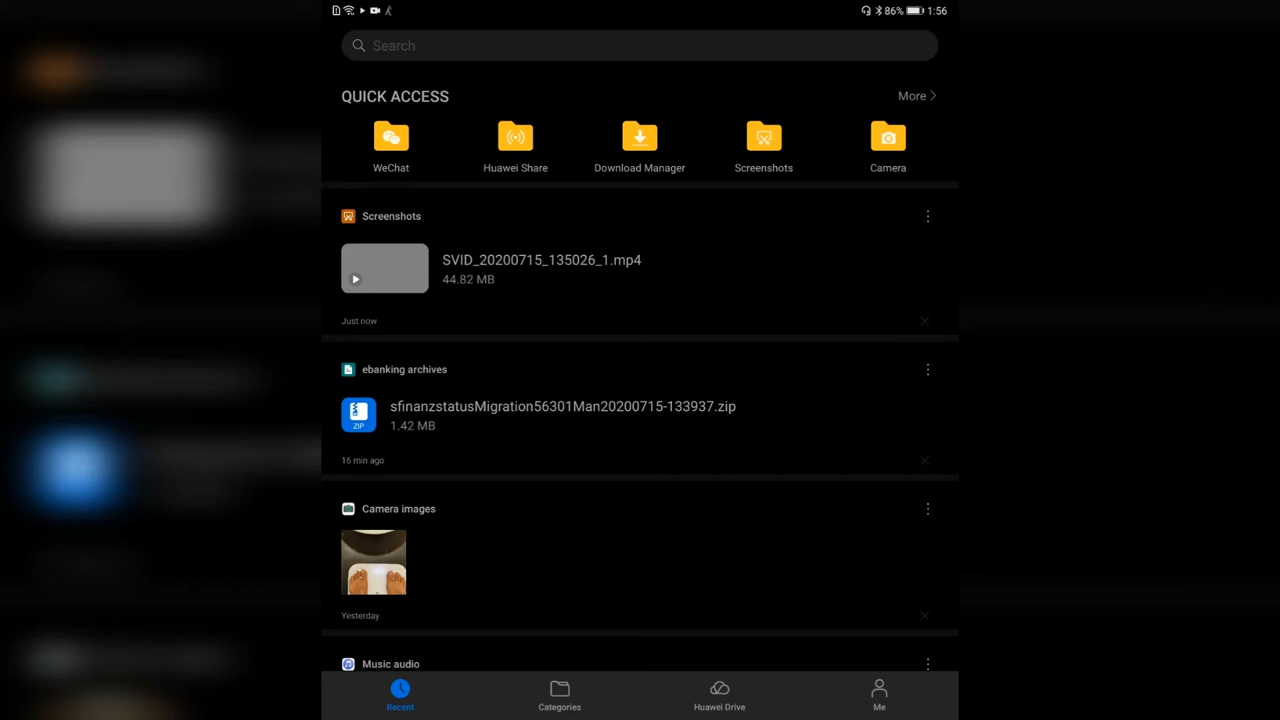 86% 1:56
Search
QUICK ACCESS More
WeChat Huawei Share Download Manager Screenshots Camera
Screenshots
SVID_20200715_135026_1.mp4
44.82 MB
Just now
ebanking archives
sfinanzstatusMigration56301Man20200715-133937.zip
ZIP
1.42 MB
16 min ago
Camera images
Yesterday
Music audio
Recent Categories Huawei Drive Me